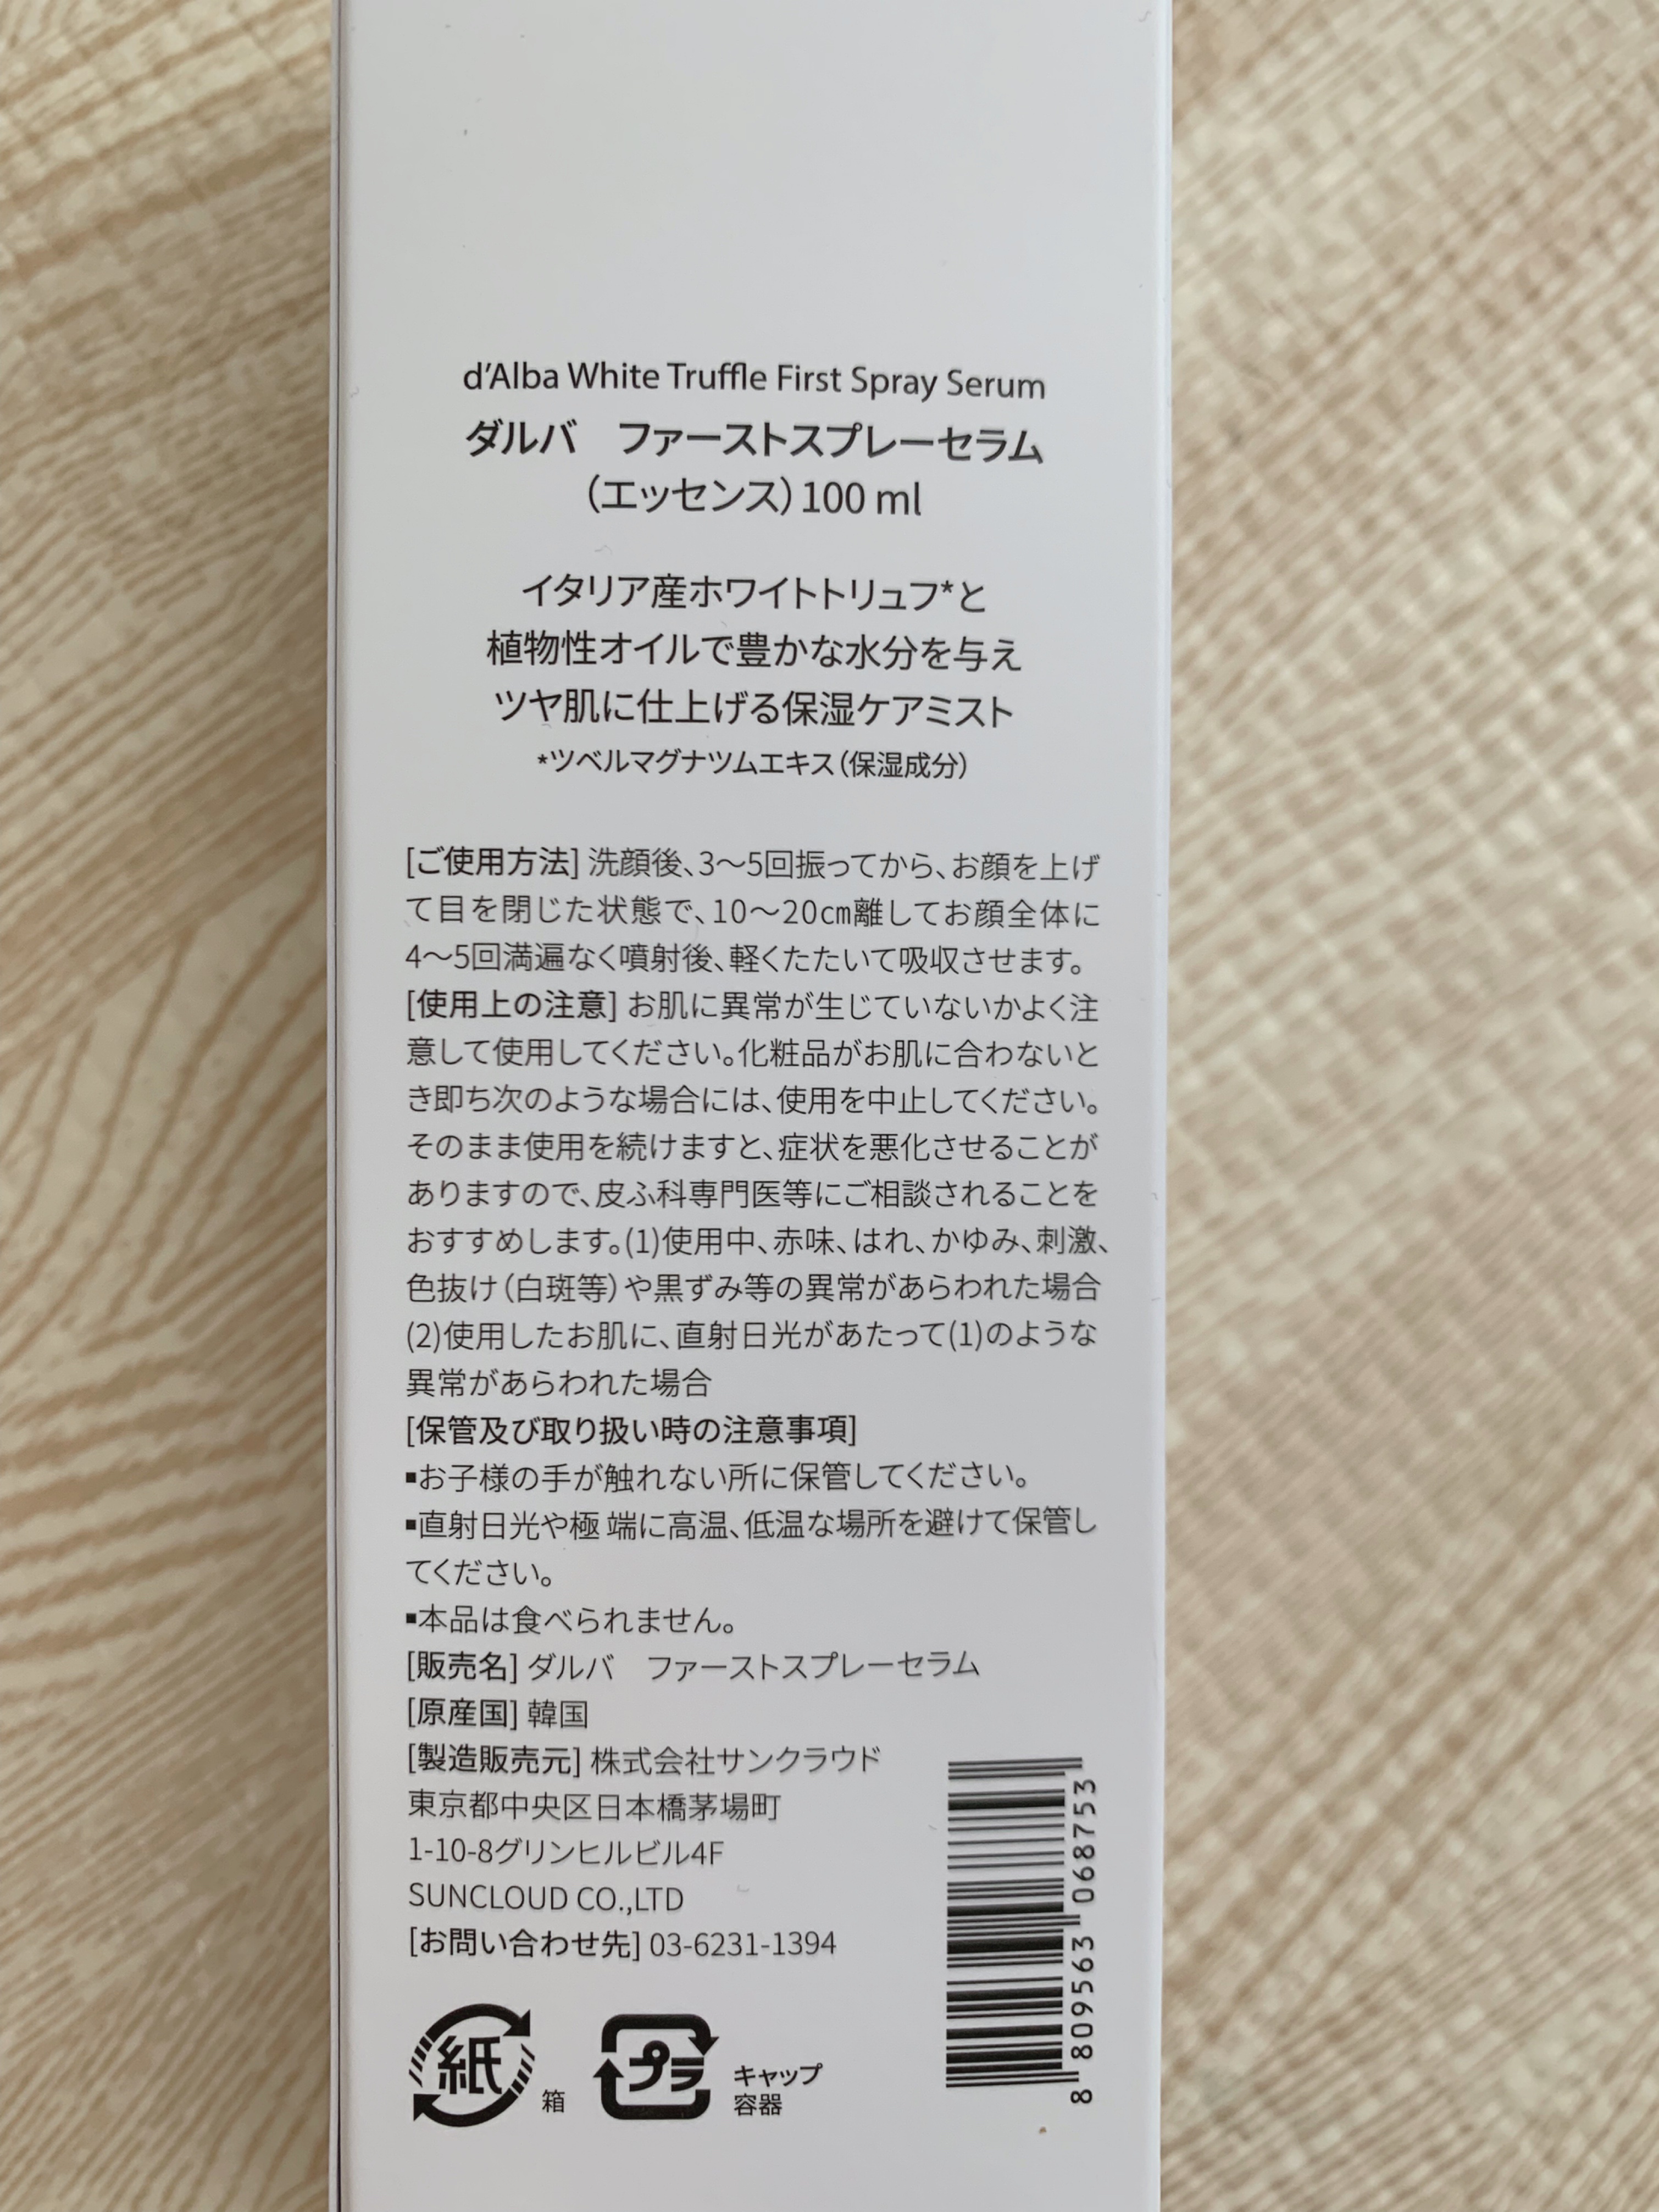 d'Alba White Truffle First Spray Serum
ダルバ　ファーストスプレーセラム
（エッセンス）100 ml
イタリア産ホワイトトリュフ*と
植物性オイルで豊かな水分を与え
ツヤ肌に仕上げる保湿ケアミスト
*ツベルマグナツムエキス（保湿成分）
[ご使用方法] 洗顔後、3～5回振ってから、お顔を上げ
て目を閉じた状態で、10～20㎝離してお顔全体に
4～5回満遍なく噴射後、軽くたたいて吸収させます。
[使用上の注意] お肌に異常が生じていないかよく注
意して使用してください。化粧品がお肌に合わないと
き即ち次のような場合には、使用を中止してください。
そのまま使用を続けますと、症状を悪化させることが
ありますので、皮ふ科専門医等にご相談されることを
おすすめします。(1)使用中、赤味、はれ、かゆみ、刺激、
色抜け（白斑等）や黒ずみ等の異常があらわれた場合
(2)使用したお肌に、直射日光があたって(1)のような
異常があらわれた場合
[保管及び取り扱い時の注意事項]
▪お子様の手が触れない所に保管してください。
▪直射日光や極 端に高温、低温な場所を避けて保管し
てください。
▪本品は食べられません。
[販売名] ダルバ　ファーストスプレーセラム
[原産国] 韓国
[製造販売元] 株式会社サンクラウド
東京都中央区日本橋茅場町
1-10-8グリンヒルビル4F
SUNCLOUD CO.,LTD
[お問い合わせ先] 03-6231-1394
8 809563 068753
紙
箱
プラ
キャップ
容器